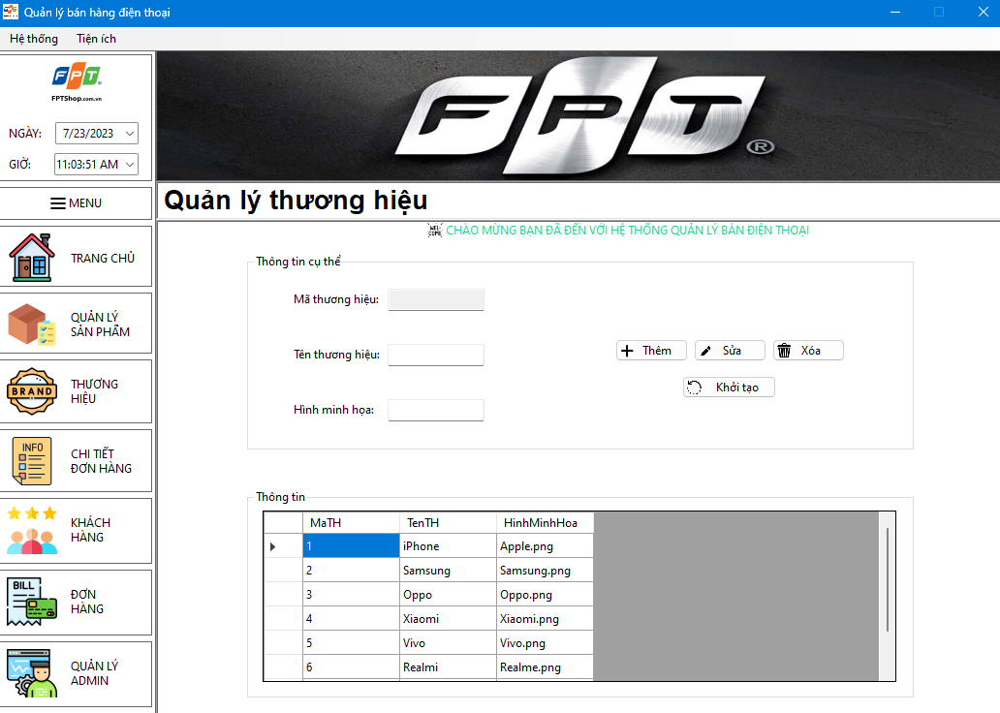 Quản lý bán hàng điện thoại
Hệ thống Tiện ích
FPT
FPTShop.com.vn
NGÀY: 7/23/2023
GIỜ: 11:03:51 AM
MENU
TRANG CHỦ
QUẢN LÝ
SẢN PHẨM
BRAND
THƯƠNG
HIỆU
INFO
CHI TIẾT
ĐƠN HÀNG
KHÁCH
HÀNG
BILL
ĐƠN
HÀNG
QUẢN LÝ
ADMIN
FPT®
Quản lý thương hiệu
WEL
COME
CHÀO MỪNG BẠN ĐÃ ĐẾN VỚI HỆ THỐNG QUẢN LÝ BÁN ĐIỆN THOẠI
Thông tin cụ thể
Mã thương hiệu:
Tên thương hiệu:
Hình minh họa:
Thêm Sửa Xóa
Khởi tạo
Thông tin
MaTH TenTH HinhMinhHoa
1 iPhone Apple.png
2 Samsung Samsung.png
3 Oppo Oppo.png
4 Xiaomi Xiaomi.png
5 Vivo Vivo.png
6 Realmi Realme.png